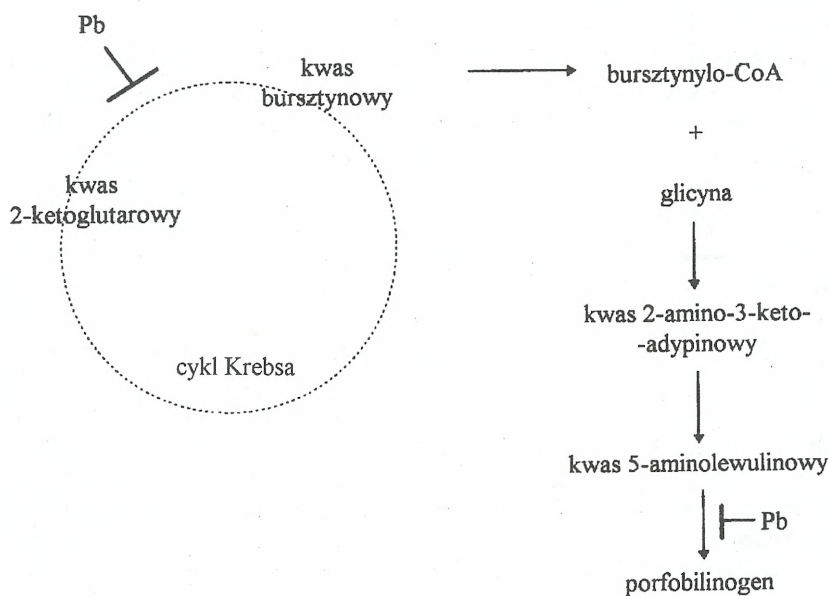 Pb
kwas
bursztynowy
kwas
2-ketoglutarowy
cykl Krebsa
bursztynylo-CoA
+
glicyna
kwas 2-amino-3-keto-
-adypinowy
kwas 5-aminolewulinowy
Pb
porfobilinogen